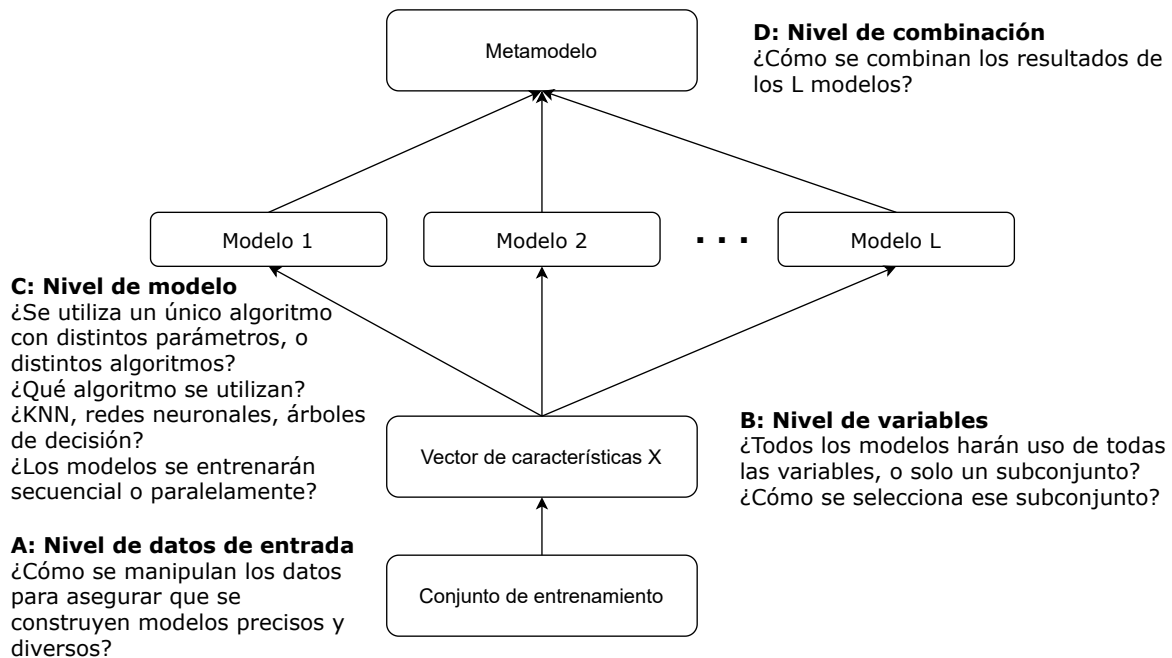 Metamodelo
D: Nivel de combinación
¿Cómo se combinan los resultados de
los L modelos?
Modelo 1
Modelo 2
. . .
Modelo L
C: Nivel de modelo
¿Se utiliza un único algoritmo
con distintos parámetros, o
distintos algoritmos?
¿Qué algoritmo se utilizan?
¿KNN, redes neuronales, árboles
de decisión?
¿Los modelos se entrenarán
secuencial o paralelamente?
Vector de características X
B: Nivel de variables
¿Todos los modelos harán uso de todas
las variables, o solo un subconjunto?
¿Cómo se selecciona ese subconjunto?
A: Nivel de datos de entrada
¿Cómo se manipulan los datos
para asegurar que se
construyen modelos precisos y
diversos?
Conjunto de entrenamiento